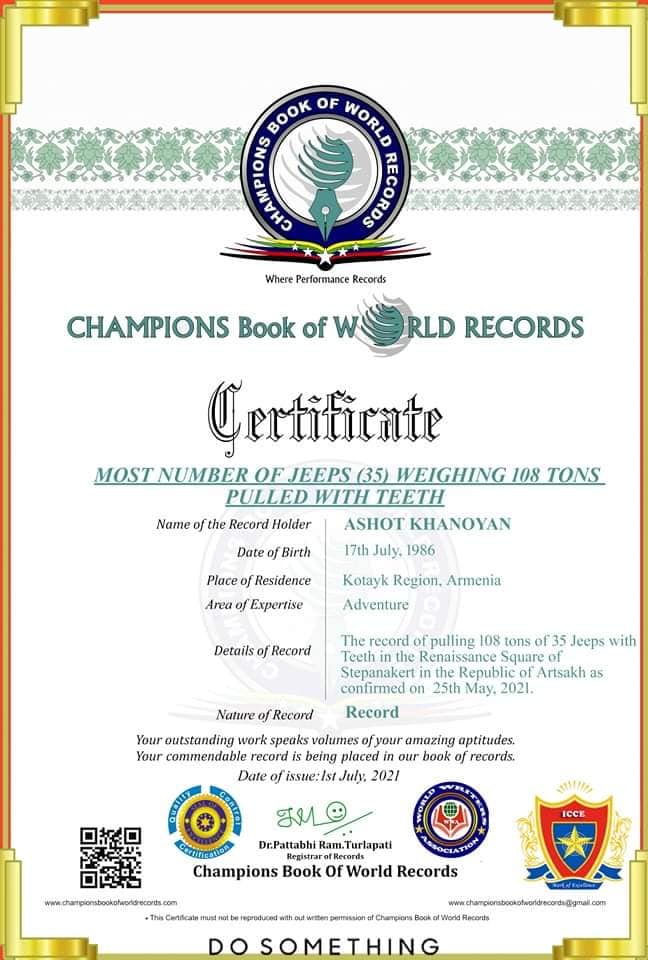 CHAMPIONS BOOK OF WORLD RECORDS
Where Performance Records
CHAMPIONS Book of WORLD RECORDS
Certificate
MOST NUMBER OF JEEPS (35) WEIGHING 108 TONS
PULLED WITH TEETH
Name of the Record Holder ASHOT KHANOYAN
Date of Birth 17th July, 1986
Place of Residence Kotayk Region, Armenia
Area of Expertise Adventure
Details of Record The record of pulling 108 tons of 35 Jeeps with
Teeth in the Renaissance Square of
Stepanakert in the Republic of Artsakh as
confirmed on 25th May, 2021.
Nature of Record Record
Your outstanding work speaks volumes of your amazing aptitudes.
Your commendable record is being placed in our book of records.
Date of issue:1st July, 2021
Quality Control
Certification
WORLD WRITERS
WWA
ASSOCIATION
ICCE
Mark of Excellence
Dr.Pattabhi Ram.Turlapati
Registrar of Records
Champions Book Of World Records
www.championsbookofworldrecords.com
www.championsbookofworldrecords@gmail.com
• This Certificate must not be reproduced with out written permission of Champions Book of World Records
DO SOMETHING